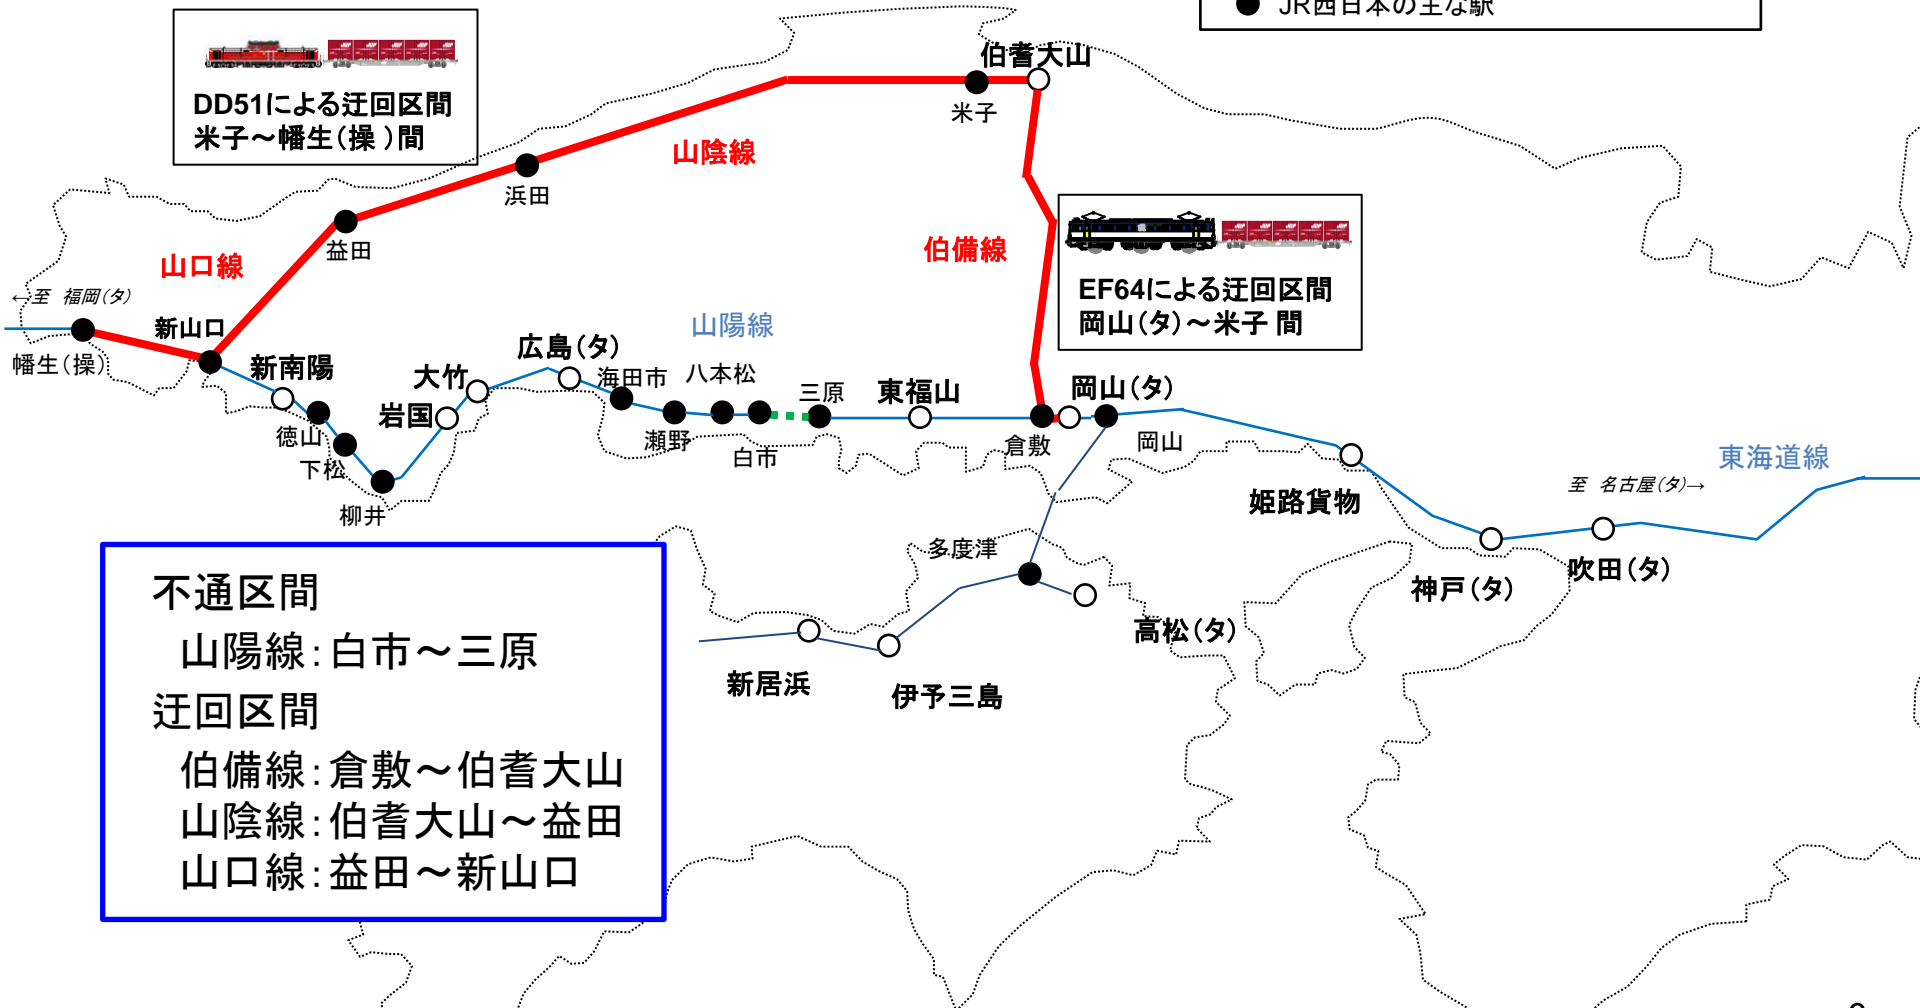 ● JR西日本の主な駅
DD51による迂回区間
米子～幡生(操)間
伯耆大山
米子
山陰線
浜田
益田
山口線
伯備線
EF64による迂回区間
岡山(タ)～米子 間
←至 福岡(タ)
幡生(操)
新山口
新南陽
徳山
下松
柳井
岩国
大竹
広島(タ)
海田市
瀬野
八本松
白市
山陽線
三原
東福山
倉敷
岡山(タ)
岡山
姫路貨物
東海道線
至 名古屋(タ)→
神戸(タ)
吹田(タ)
多度津
高松(タ)
新居浜
伊予三島
不通区間
山陽線:白市～三原
迂回区間
伯備線:倉敷～伯耆大山
山陰線:伯耆大山～益田
山口線:益田～新山口